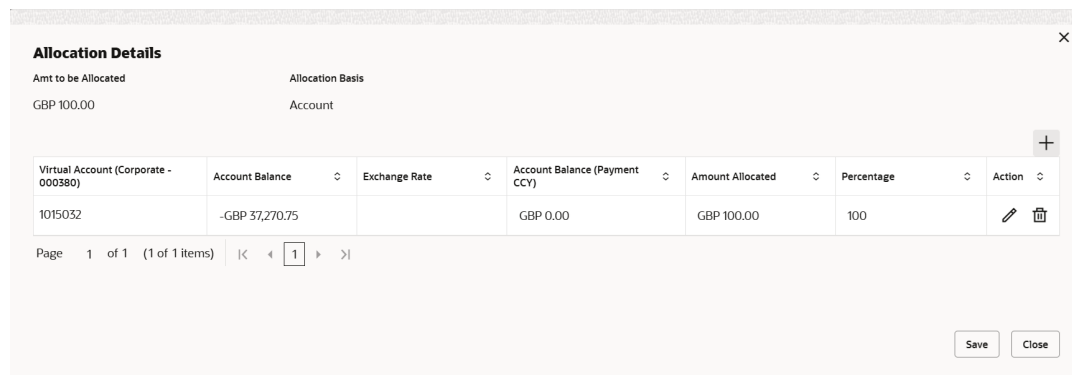 Allocation Details
Amt to be Allocated Allocation Basis
GBP 100.00 Account
Virtual Account (Corporate - 000380) Account Balance Exchange Rate Account Balance (Payment CCY) Amount Allocated Percentage Action
1015032 -GBP 37,270.75 GBP 0.00 GBP 100.00 100
Page 1 of 1 (1 of 1 items) 1
Save Close